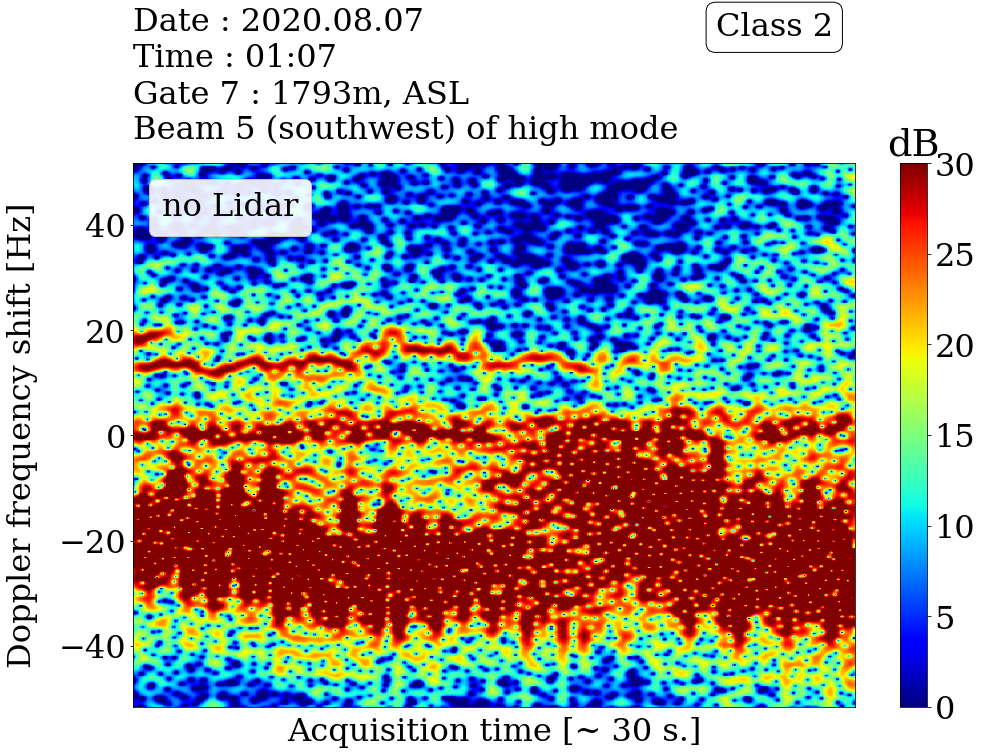 Date : 2020.08.07
Time : 01:07
Gate 7 : 1793m, ASL
Beam 5 (southwest) of high mode
Class 2
dB
no Lidar
Doppler frequency shift [Hz]
40
20
0
−20
−40
Acquisition time [~ 30 s.]
30
25
20
15
10
5
0